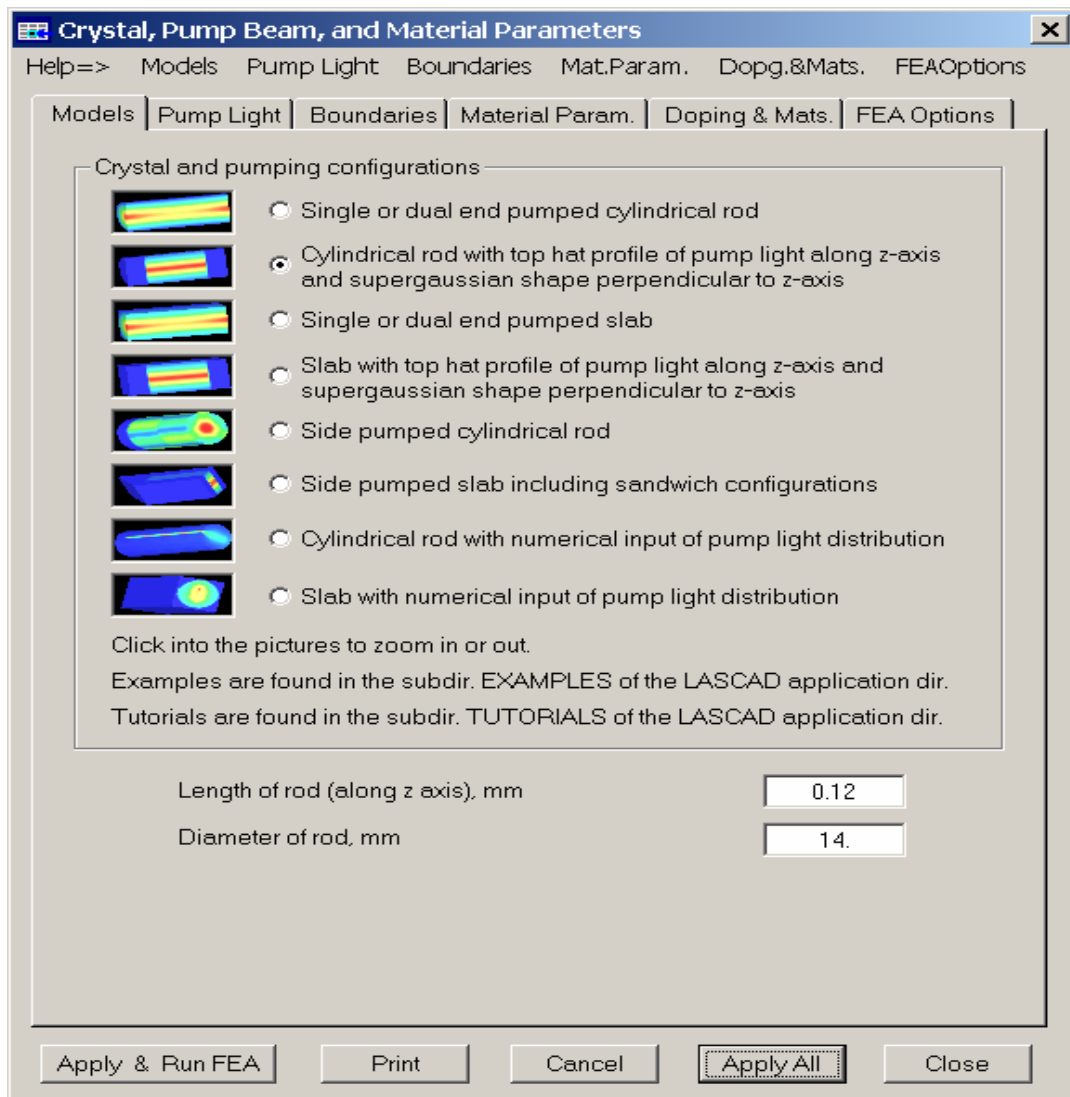 Crystal, Pump Beam, and Material Parameters
Help=> Models Pump Light Boundaries Mat.Param. Dopg.&Mats. FEAOptions
Models Pump Light Boundaries Material Param. Doping & Mats. FEA Options
Crystal and pumping configurations
Single or dual end pumped cylindrical rod
Cylindrical rod with top hat profile of pump light along z-axis
and supergaussian shape perpendicular to z-axis
Single or dual end pumped slab
Slab with top hat profile of pump light along z-axis and
supergaussian shape perpendicular to z-axis
Side pumped cylindrical rod
Side pumped slab including sandwich configurations
Cylindrical rod with numerical input of pump light distribution
Slab with numerical input of pump light distribution
Click into the pictures to zoom in or out.
Examples are found in the subdir. EXAMPLES of the LASCAD application dir.
Tutorials are found in the subdir. TUTORIALS of the LASCAD application dir.
Length of rod (along z axis), mm 0.12
Diameter of rod, mm 14.
Apply & Run FEA Print Cancel Apply All Close